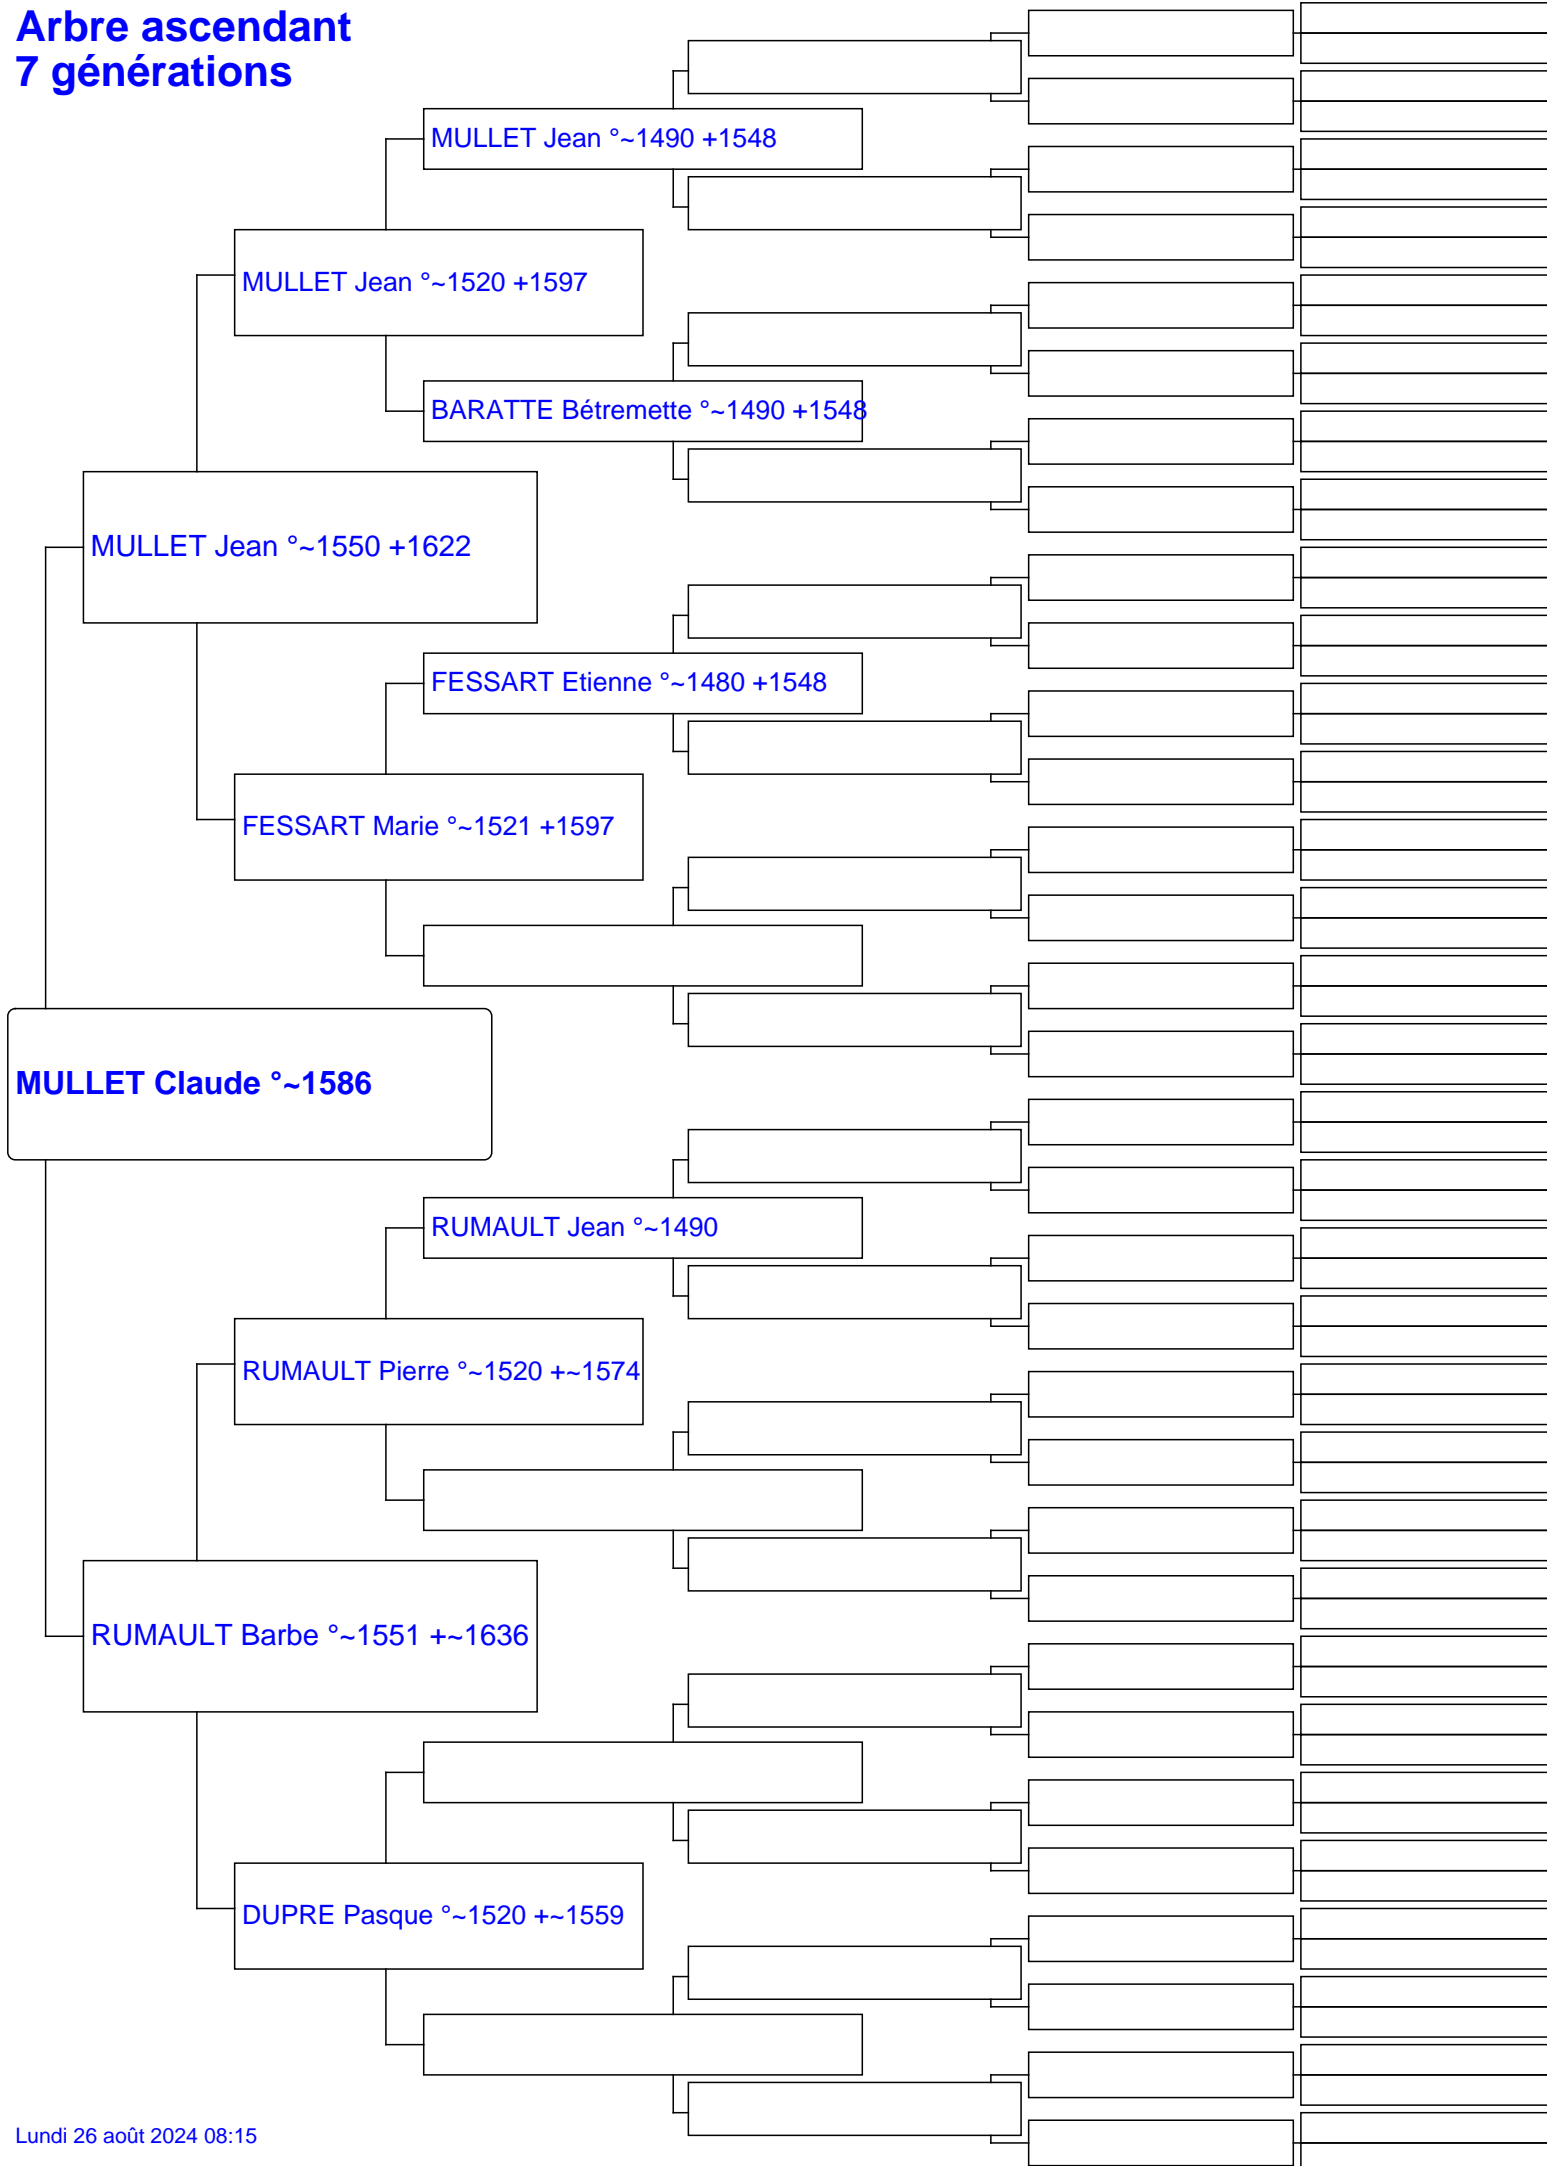 Arbre ascendant
7 générations
MULLET Jean °~1490 +1548
MULLET Jean °~1520 +1597
BARATTE Bétremette °~1490 +1548
MULLET Jean °~1550 +1622
FESSART Etienne °~1480 +1548
FESSART Marie °~1521 +1597
MULLET Claude °~1586
RUMAULT Jean °~1490
RUMAULT Pierre °~1520 +~1574
RUMAULT Barbe °~1551 +~1636
DUPRE Pasque °~1520 +~1559
Lundi 26 août 2024 08:15